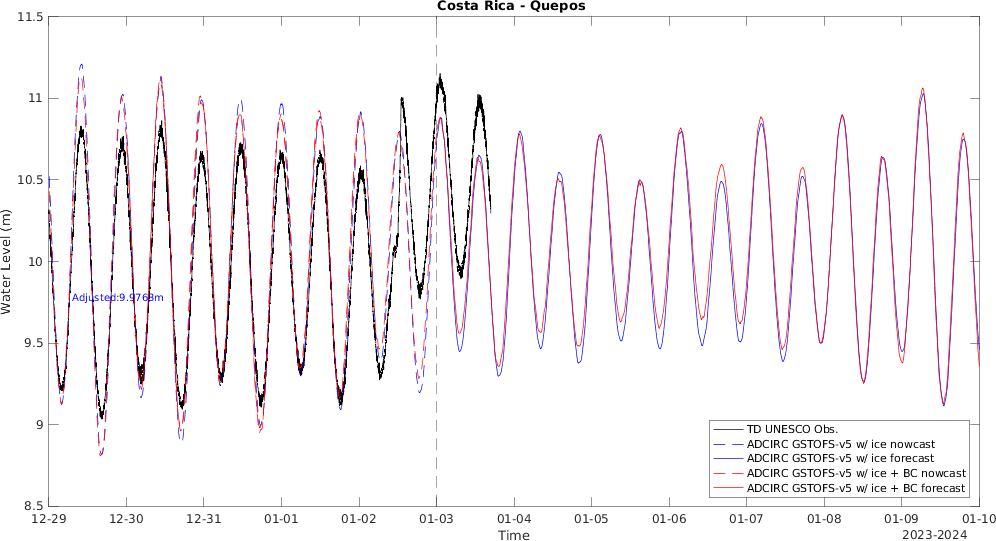 Costa Rica - Quepos
11.5
11
10.5
10
9.5
9
8.5
Water Level (m)
Adjusted:9.9763m
TD UNESCO Obs.
ADCIRC GSTOFS-v5 w/ ice nowcast
ADCIRC GSTOFS-v5 w/ ice forecast
ADCIRC GSTOFS-v5 w/ ice + BC nowcast
ADCIRC GSTOFS-v5 w/ ice + BC forecast
12-29 12-30 12-31 01-01 01-02 01-03 01-04 01-05 01-06 01-07 01-08 01-09 01-10
Time
2023-2024